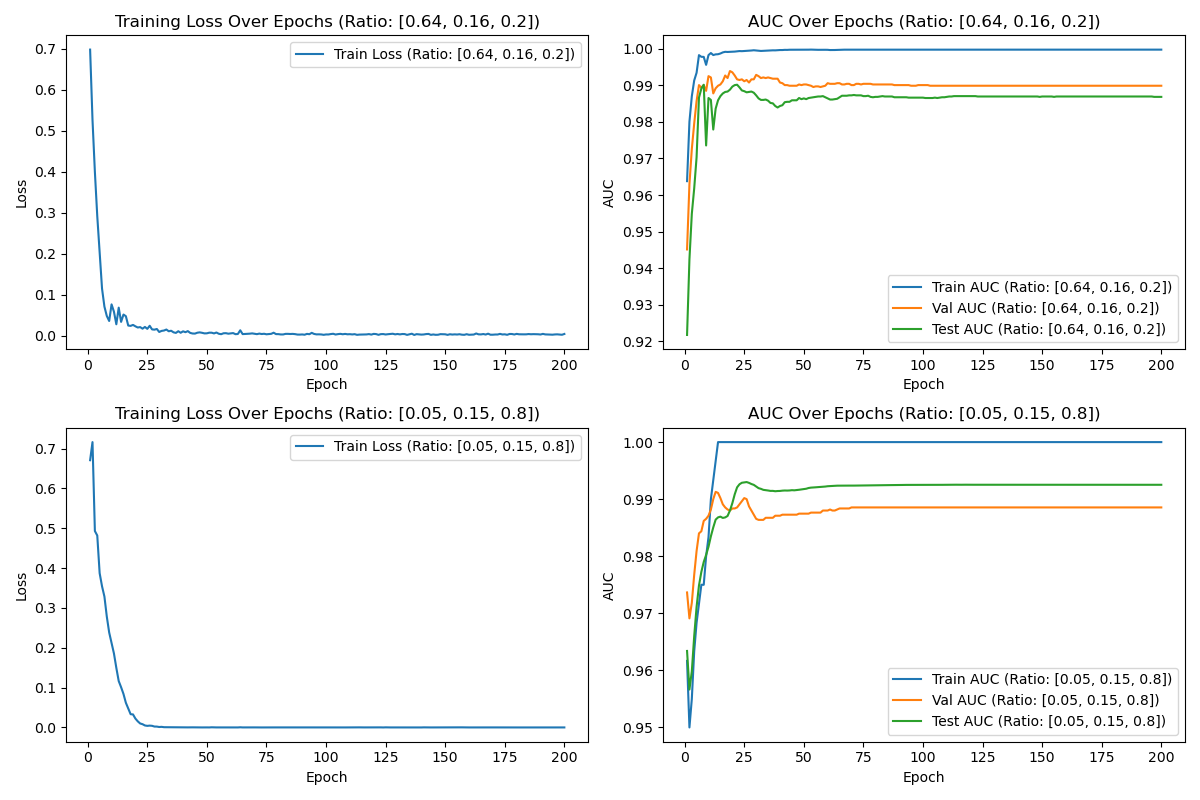 Training Loss Over Epochs (Ratio: [0.64, 0.16, 0.2])
0.7
0.6
0.5
0.4
0.3
0.2
0.1
0.0
Loss
Train Loss (Ratio: [0.64, 0.16, 0.2])
0 25 50 75 100 125 150 175 200
Epoch
AUC Over Epochs (Ratio: [0.64, 0.16, 0.2])
1.00
0.99
0.98
0.97
0.96
0.95
0.94
0.93
0.92
AUC
Train AUC (Ratio: [0.64, 0.16, 0.2])
Val AUC (Ratio: [0.64, 0.16, 0.2])
Test AUC (Ratio: [0.64, 0.16, 0.2])
0 25 50 75 100 125 150 175 200
Epoch
Training Loss Over Epochs (Ratio: [0.05, 0.15, 0.8])
0.7
0.6
0.5
0.4
0.3
0.2
0.1
0.0
Loss
Train Loss (Ratio: [0.05, 0.15, 0.8])
0 25 50 75 100 125 150 175 200
Epoch
AUC Over Epochs (Ratio: [0.05, 0.15, 0.8])
1.00
0.99
0.98
0.97
0.96
0.95
AUC
Train AUC (Ratio: [0.05, 0.15, 0.8])
Val AUC (Ratio: [0.05, 0.15, 0.8])
Test AUC (Ratio: [0.05, 0.15, 0.8])
0 25 50 75 100 125 150 175 200
Epoch